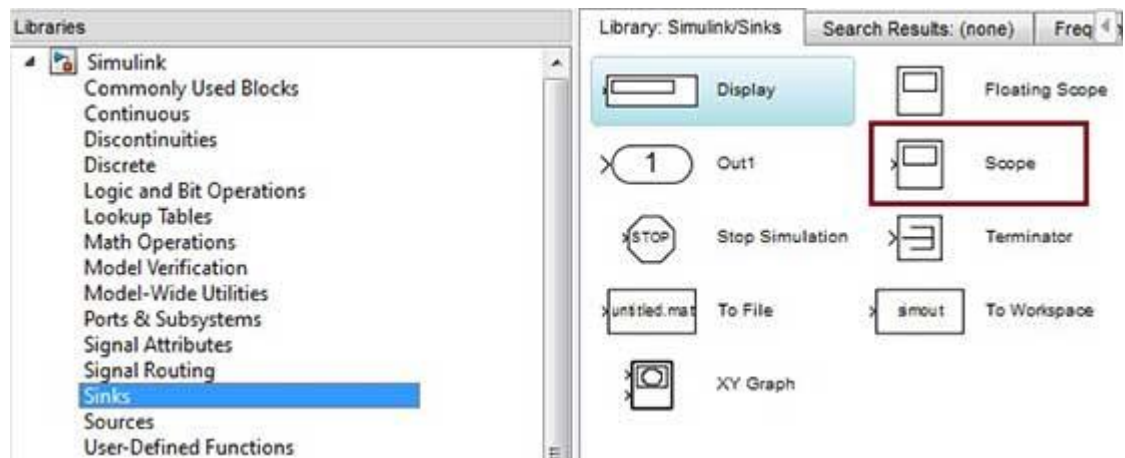 Libraries
Simulink
Commonly Used Blocks
Continuous
Discontinuities
Discrete
Logic and Bit Operations
Lookup Tables
Math Operations
Model Verification
Model-Wide Utilities
Ports & Subsystems
Signal Attributes
Signal Routing
Sinks
Sources
User-Defined Functions
Library: Simulink/Sinks Search Results: (none) Freq
Display Floating Scope
1 Out1 Scope
STOP Stop Simulation Terminator
untitled.mat To File simout To Workspace
XY Graph